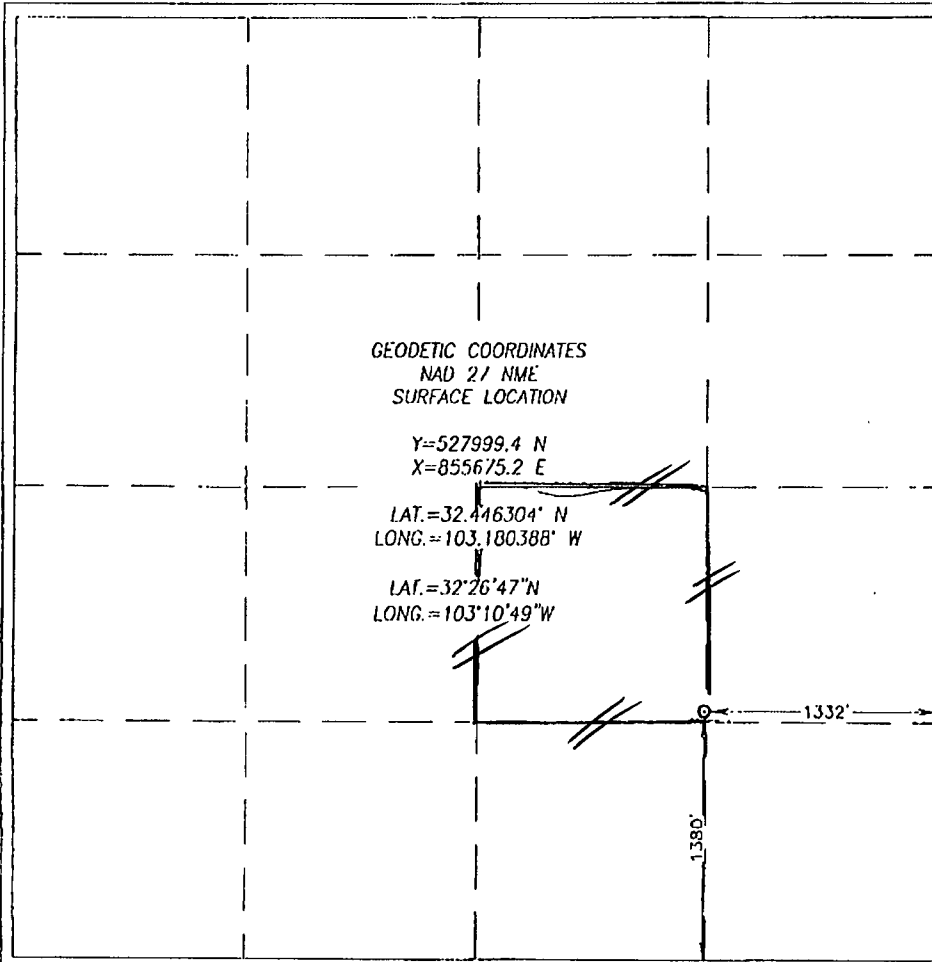 GEODETIC COORDINATES
NAD 27 NME
SURFACE LOCATION
Y=527999.4 N
X=855675.2 E
LAT.=32.446304° N
LONG.=103.180388° W
LAT.=32°26'47"N
LONG.=103°10'49"W
1332'
1380'